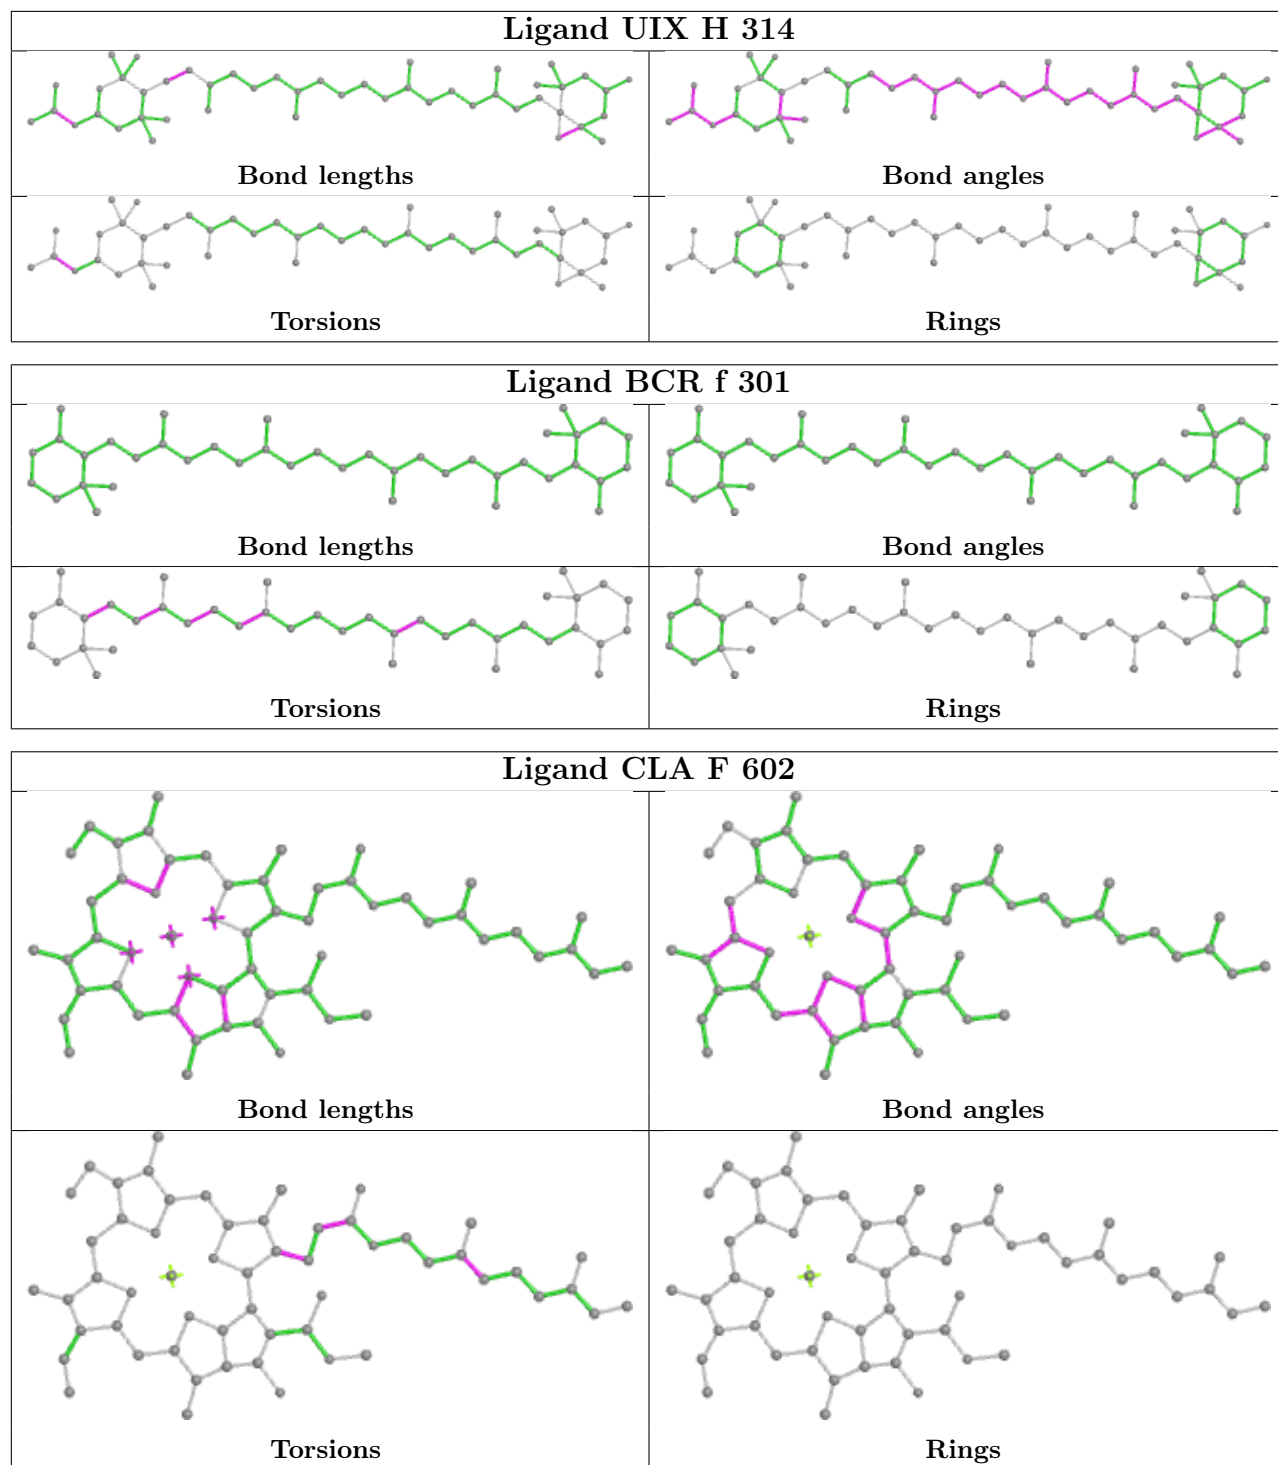 Ligand UIX H 314
Bond lengths
Bond angles
Torsions
Rings
Ligand BCR f 301
Bond lengths
Bond angles
Torsions
Rings
Ligand CLA F 602
Bond lengths
Bond angles
Torsions
Rings